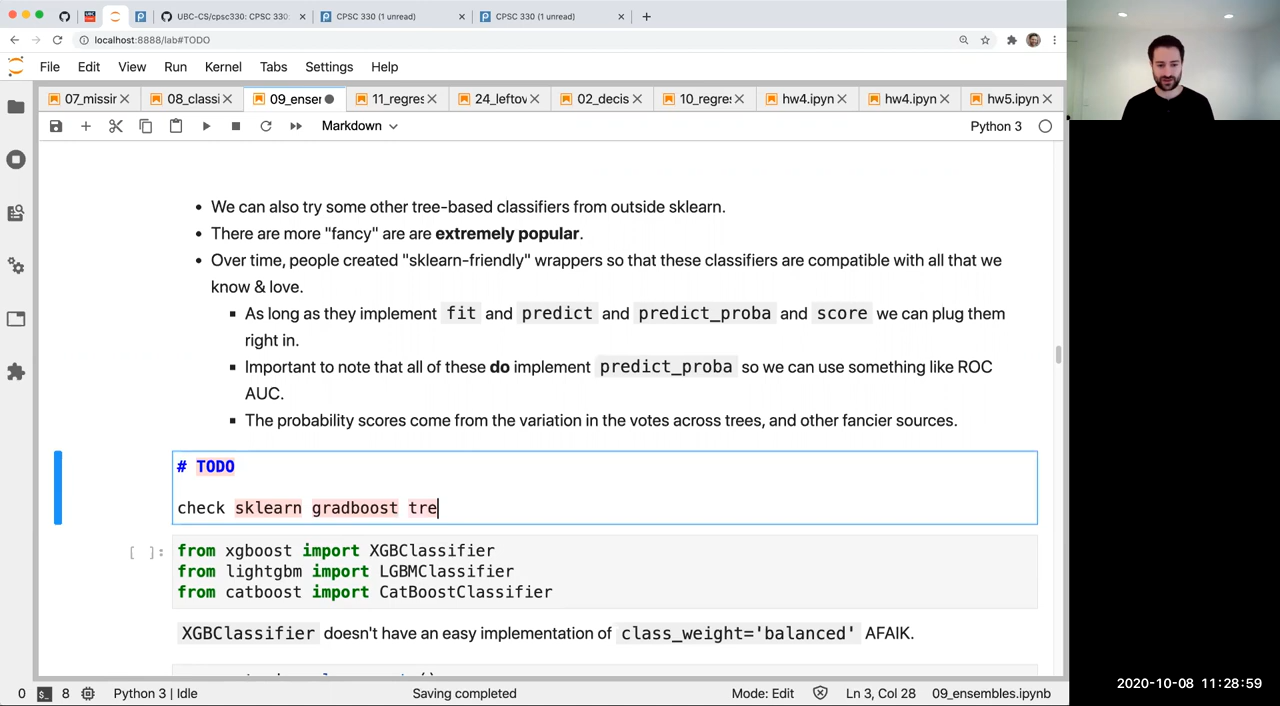 UBC-CS/cpsc330: CPSC 330:
CPSC 330 (1 unread)
CPSC 330 (1 unread)
localhost:8888/lab#TODO
File Edit View Run Kernel Tabs Settings Help
07_missin 08_classi 09_ensem 11_regres 24_leftov 02_decis 10_regre hw4.ipyn hw4.ipyn hw5.ipyn
Markdown Python 3
• We can also try some other tree-based classifiers from outside sklearn.
• There are more "fancy" are are extremely popular.
• Over time, people created "sklearn-friendly" wrappers so that these classifiers are compatible with all that we
know & love.
▪ As long as they implement fit and predict and predict_proba and score we can plug them
right in.
▪ Important to note that all of these do implement predict_proba so we can use something like ROC
AUC.
▪ The probability scores come from the variation in the votes across trees, and other fancier sources.
# TODO
check sklearn gradboost tre
[ ]: from xgboost import XGBClassifier
from lightgbm import LGBMClassifier
from catboost import CatBoostClassifier
XGBClassifier doesn't have an easy implementation of class_weight='balanced' AFAIK.
0 8 Python 3 | Idle Saving completed Mode: Edit Ln 3, Col 28 09_ensembles.ipynb
2020-10-08 11:28:59